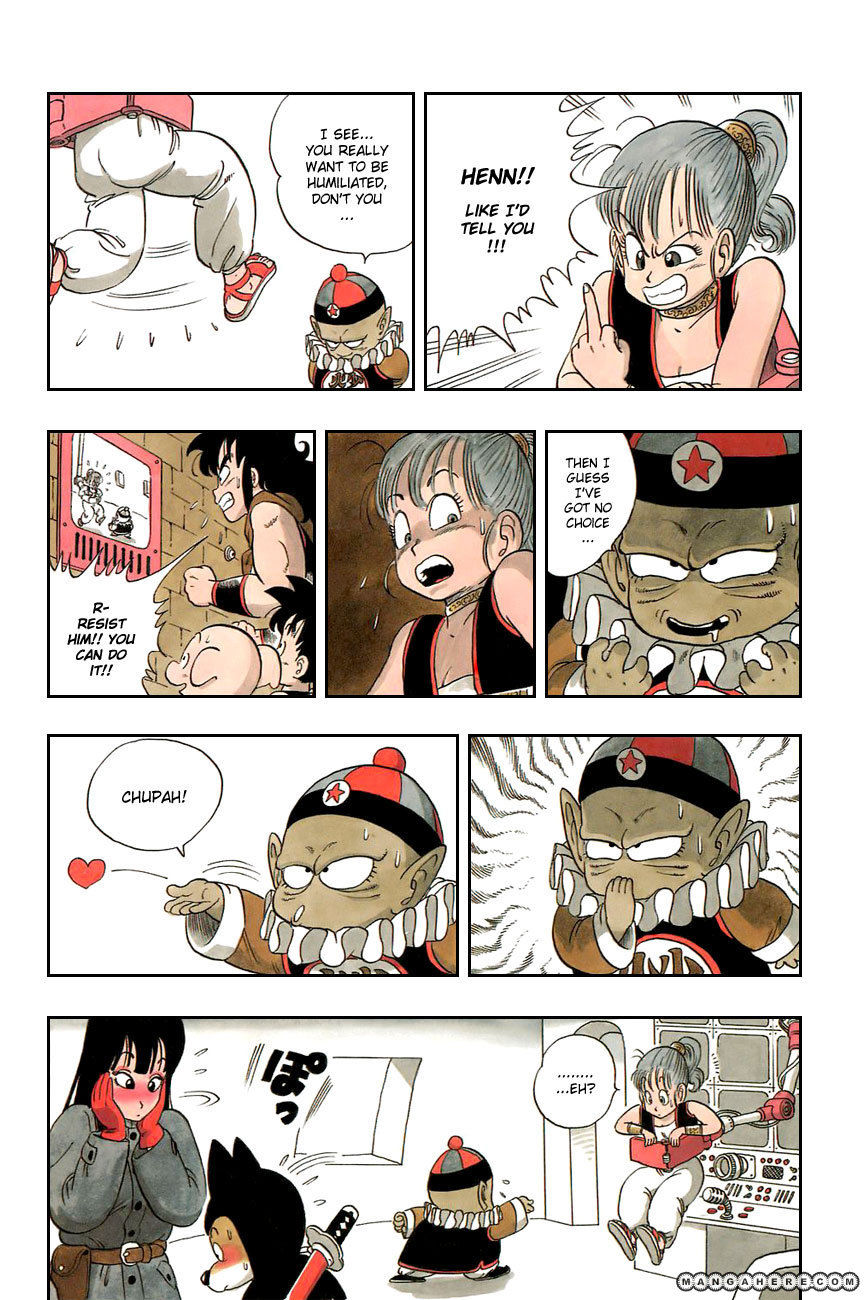 HENN!!
LIKE I'D
TELL YOU
!!!
I SEE...
YOU REALLY
WANT TO BE
HUMILIATED,
DON'T YOU
...
THEN I
GUESS
I'VE
GOT NO
CHOICE
...
R-
RESIST
HIM!! YOU
CAN DO
IT!!
CHUPAH!
........
...EH?
ぽっ
MANGAHERE.COM